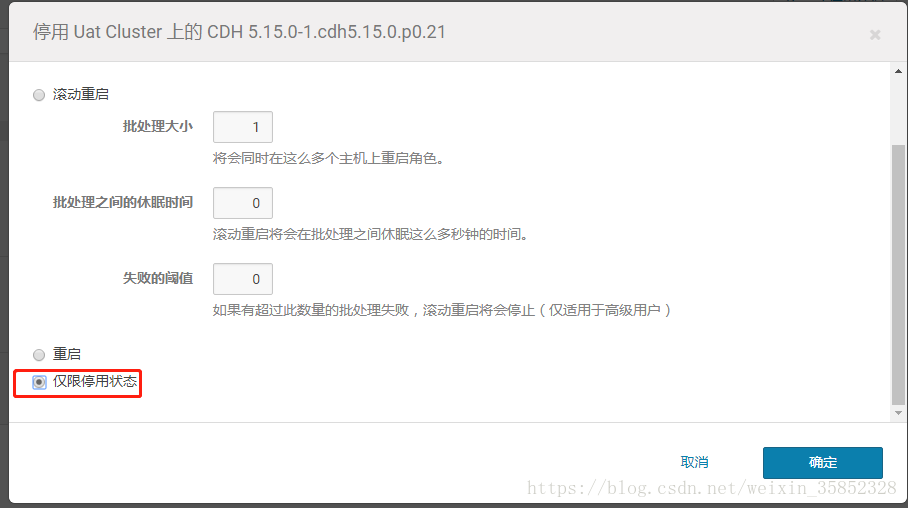 停用 Uat Cluster 上的 CDH 5.15.0-1.cdh5.15.0.p0.21
滚动重启
批处理大小 1
将会同时在这么多个主机上重启角色。
批处理之间的休眠时间 0
滚动重启将会在批处理之间休眠这么多秒钟的时间。
失败的阈值 0
如果有超过此数量的批处理失败，滚动重启将会停止（仅适用于高级用户）
重启
仅限停用状态
取消 确定
https://blog.csdn.net/weixin_35852328